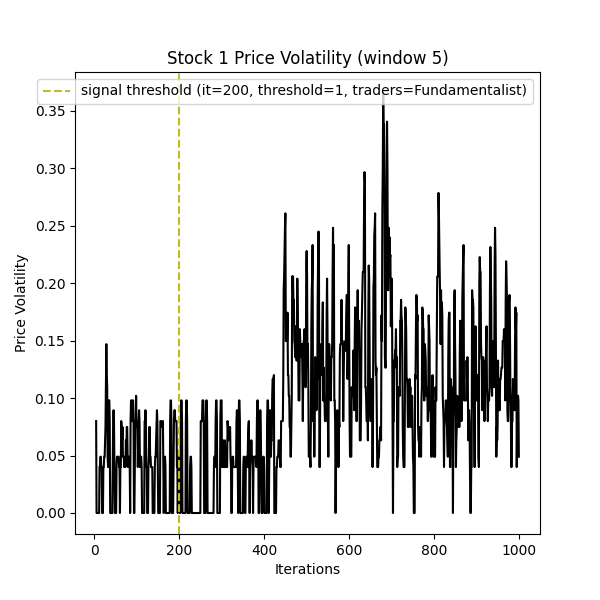 Stock 1 Price Volatility (window 5)
signal threshold (it=200, threshold=1, traders=Fundamentalist)
0.35
0.30
0.25
0.20
0.15
0.10
0.05
0.00
Price Volatility
0 200 400 600 800 1000
Iterations